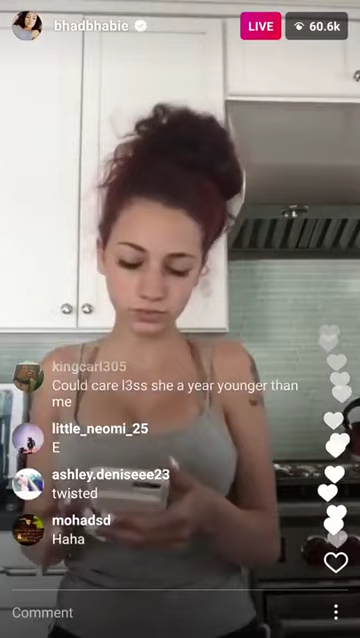 bhadbhabie
LIVE
60.6k
kingcarl305
Could care l3ss she a year younger than
me
little_neomi_25
E
ashley.deniseee23
twisted
mohadsd
Haha
Comment